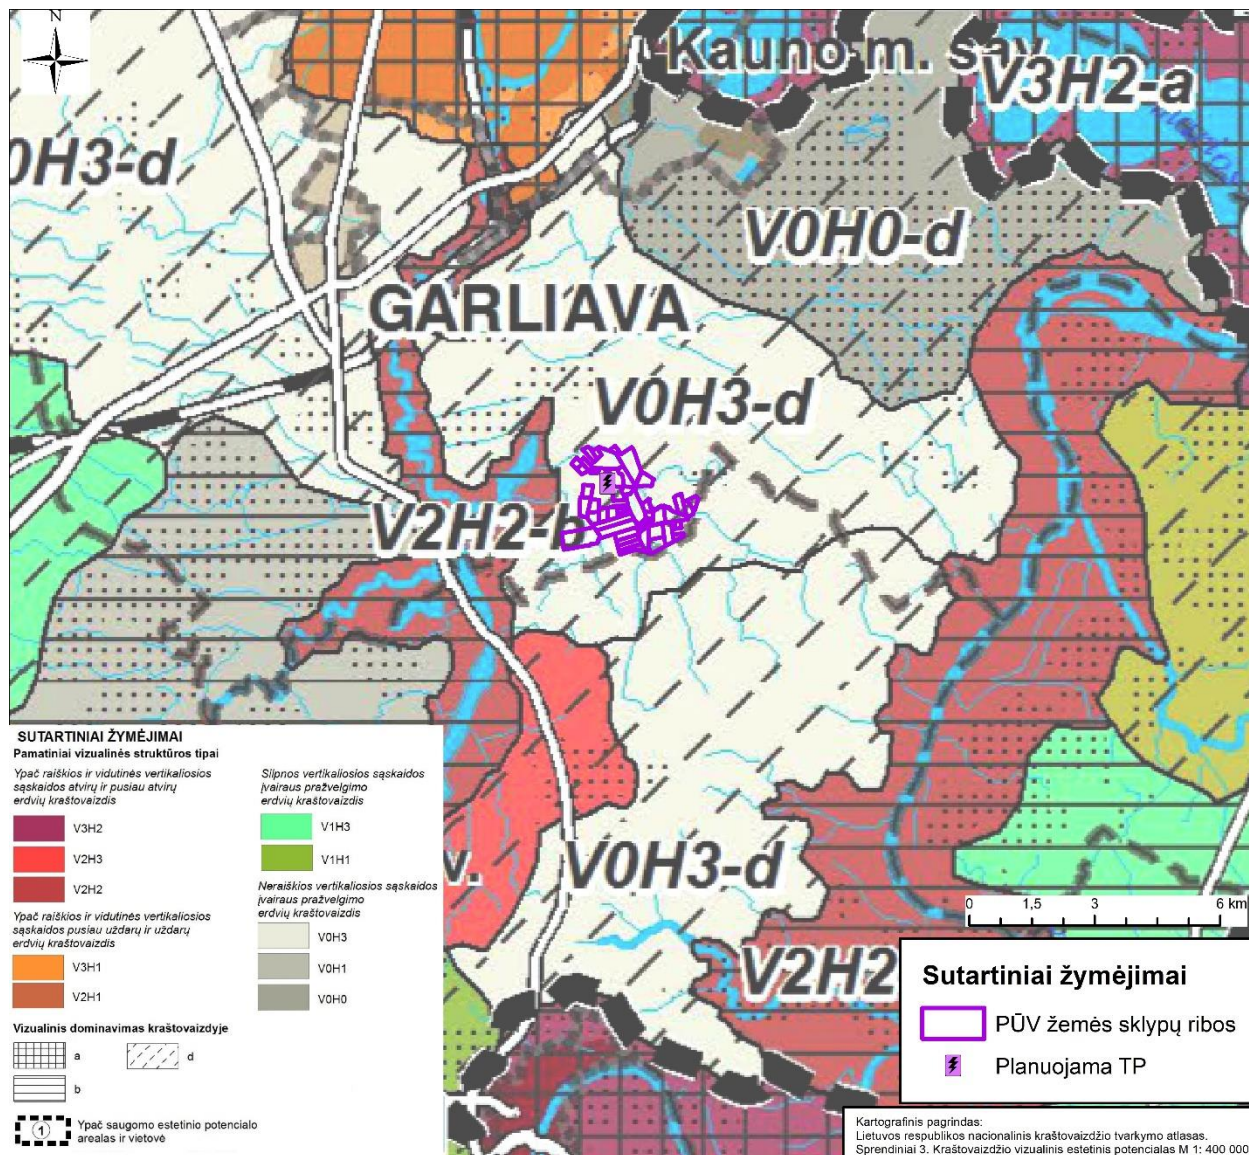 N
Kauno m. sav.
V3H2-a
0H3-d
V0H0-d
GARLIAVA
V0H3-d
V2H2-b
V0H3-d
v.
V2H2
SUTARTINIAI ŽYMĖJIMAI
Pamatiniai vizualinės struktūros tipai
Ypač raiškios ir vidutinės vertikaliosios
sąskaidos atvirų ir pusiau atvirų
erdvių kraštovaizdis
V3H2
V2H3
V2H2
Ypač raiškios ir vidutinės vertikaliosios
sąskaidos pusiau uždarų ir uždarų
erdvių kraštovaizdis
V3H1
V2H1
Silpnos vertikaliosios sąskaidos
įvairaus pražvelgimo
erdvių kraštovaizdis
V1H3
V1H1
Neraiškios vertikaliosios sąskaidos
įvairaus pražvelgimo
erdvių kraštovaizdis
V0H3
V0H1
V0H0
Vizualinis dominavimas kraštovaizdyje
a
d
b
1
Ypač saugomo estetinio potencialo
arealas ir vietovė
0 1,5 3 6 km
Sutartiniai žymėjimai
PŪV žemės sklypų ribos
Planuojama TP
Kartografinis pagrindas:
Lietuvos respublikos nacionalinis kraštovaizdžio tvarkymo atlasas.
Sprendiniai 3. Kraštovaizdžio vizualinis estetinis potencialas M 1: 400 000